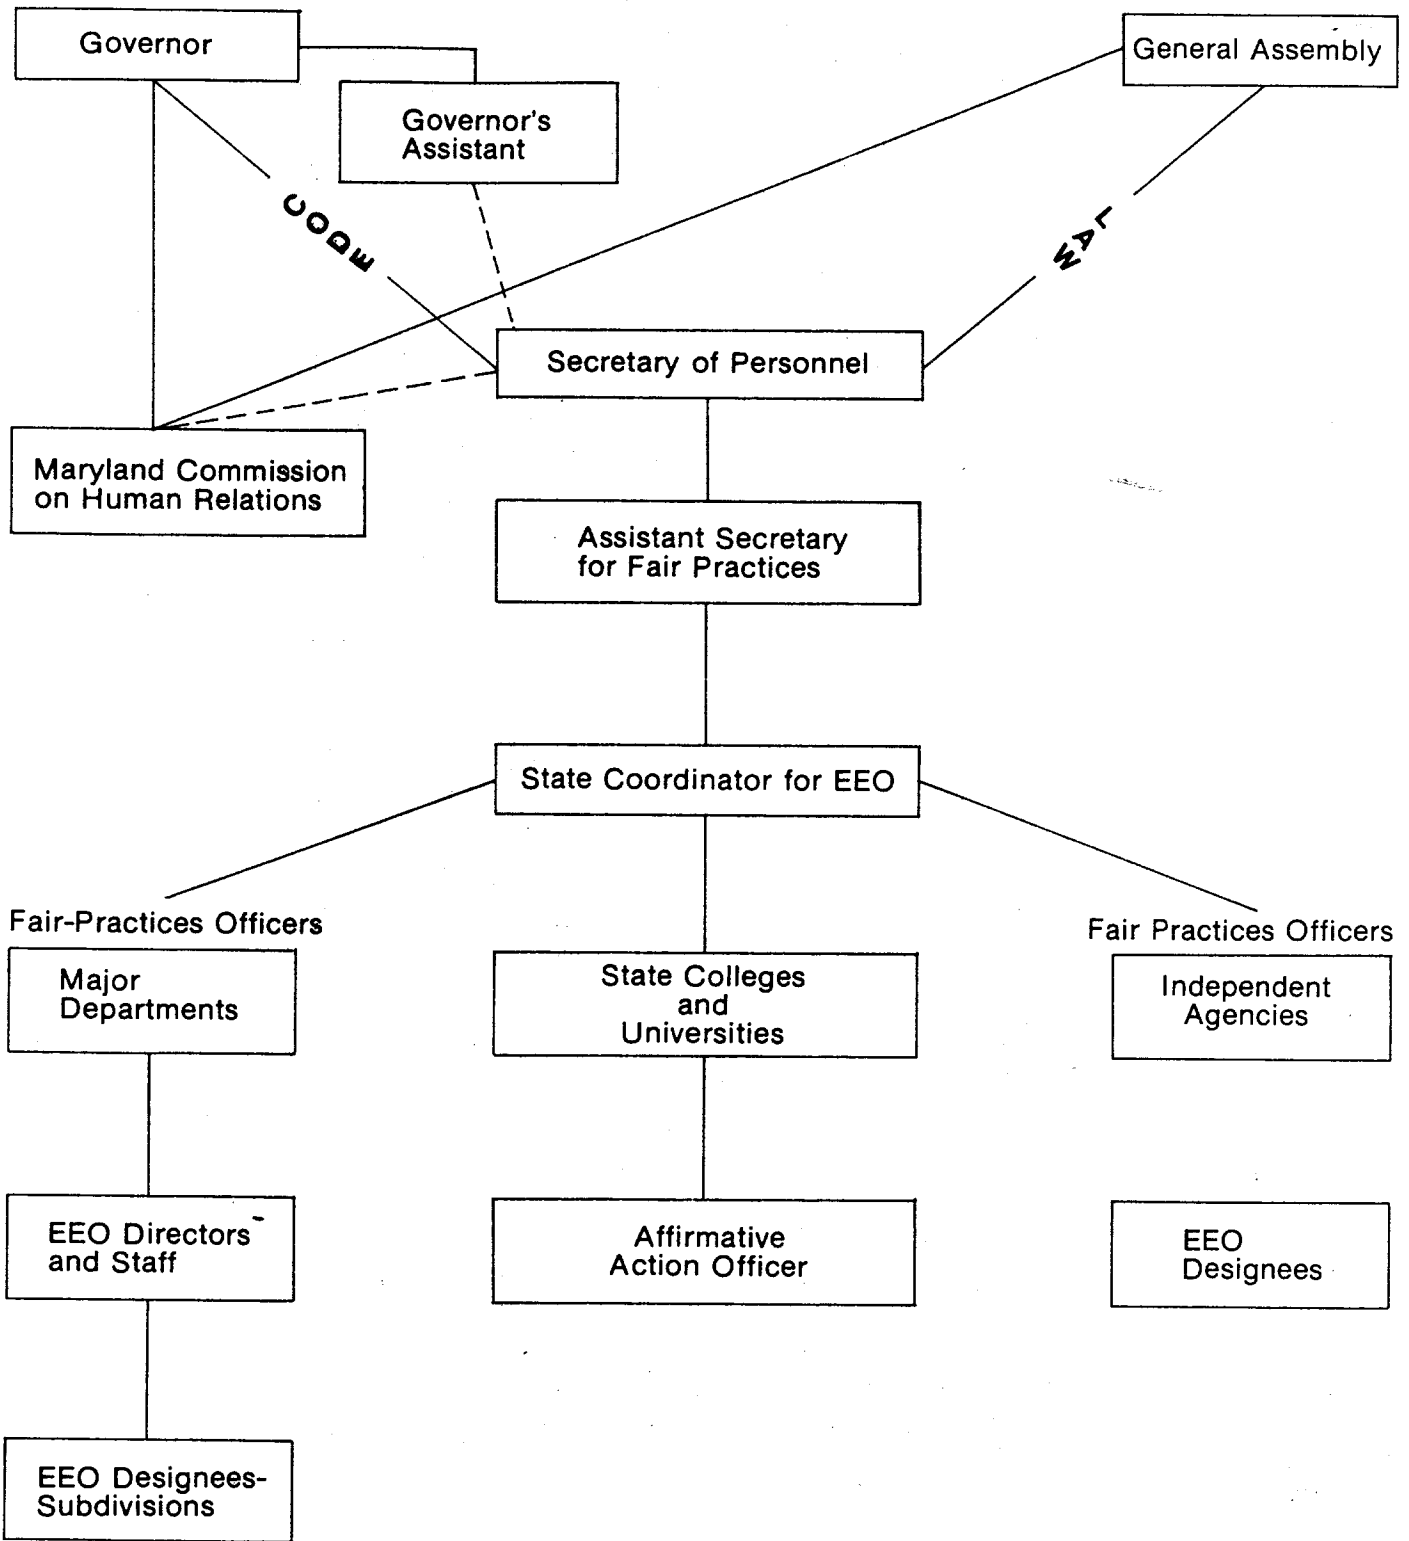 Governor
General Assembly
Governor's
Assistant
CODE
LAW
Secretary of Personnel
Maryland Commission
on Human Relations
Assistant Secretary
for Fair Practices
State Coordinator for EEO
Fair-Practices Officers
Fair Practices Officers
Major
Departments
State Colleges
and
Universities
Independent
Agencies
EEO Directors
and Staff
Affirmative
Action Officer
EEO
Designees
EEO Designees-
Subdivisions